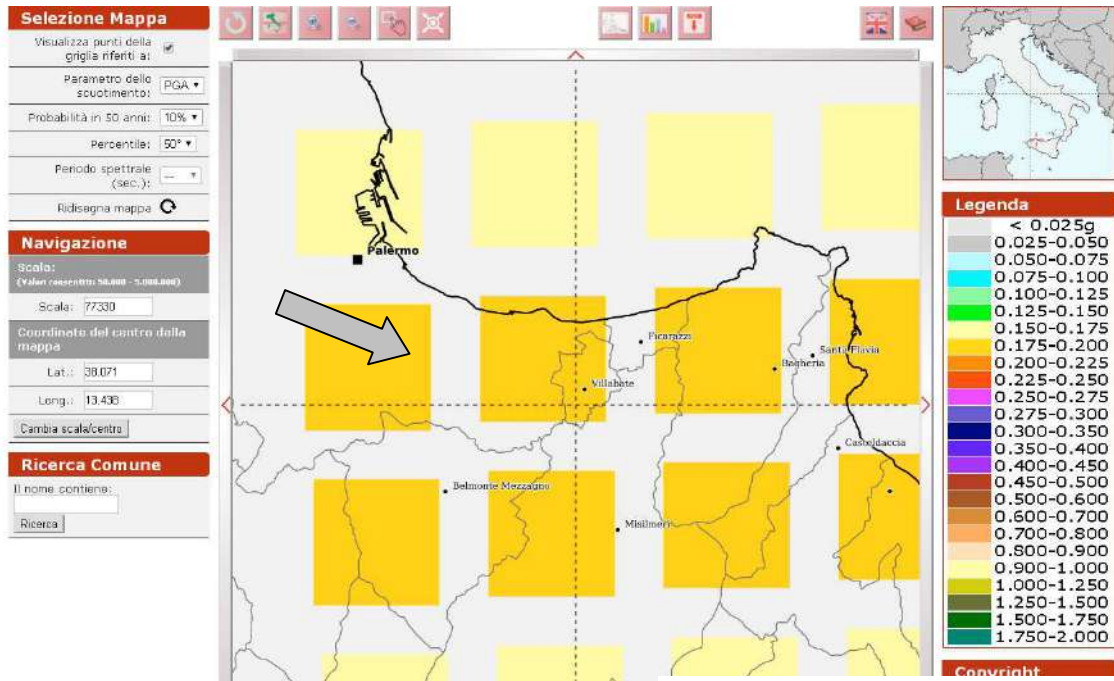 Selezione Mappa
Visualizza punti della
griglia riferiti a:
Parametro dello
scuotimento:
PGA
Probabilità in 50 anni:
10%
Percentile:
50°
Periodo spettrale
(sec.):
---
Ridisegna mappa
Navigazione
Scala:
(Valori consentiti: 50.000 - 5.000.000)
Scala:
77330
Coordinate del centro della
mappa
Lat.:
38.071
Long.:
13.438
Cambia scala/centro
Ricerca Comune
Il nome contiene:
Ricerca
Palermo
Ficarazzi
Santa Flavia
Bagheria
Villabate
Casteldaccia
Belmonte Mezzagno
Misilmeri
Legenda
< 0.025g
0.025-0.050
0.050-0.075
0.075-0.100
0.100-0.125
0.125-0.150
0.150-0.175
0.175-0.200
0.200-0.225
0.225-0.250
0.250-0.275
0.275-0.300
0.300-0.350
0.350-0.400
0.400-0.450
0.450-0.500
0.500-0.600
0.600-0.700
0.700-0.800
0.800-0.900
0.900-1.000
1.000-1.250
1.250-1.500
1.500-1.750
1.750-2.000
Copyright